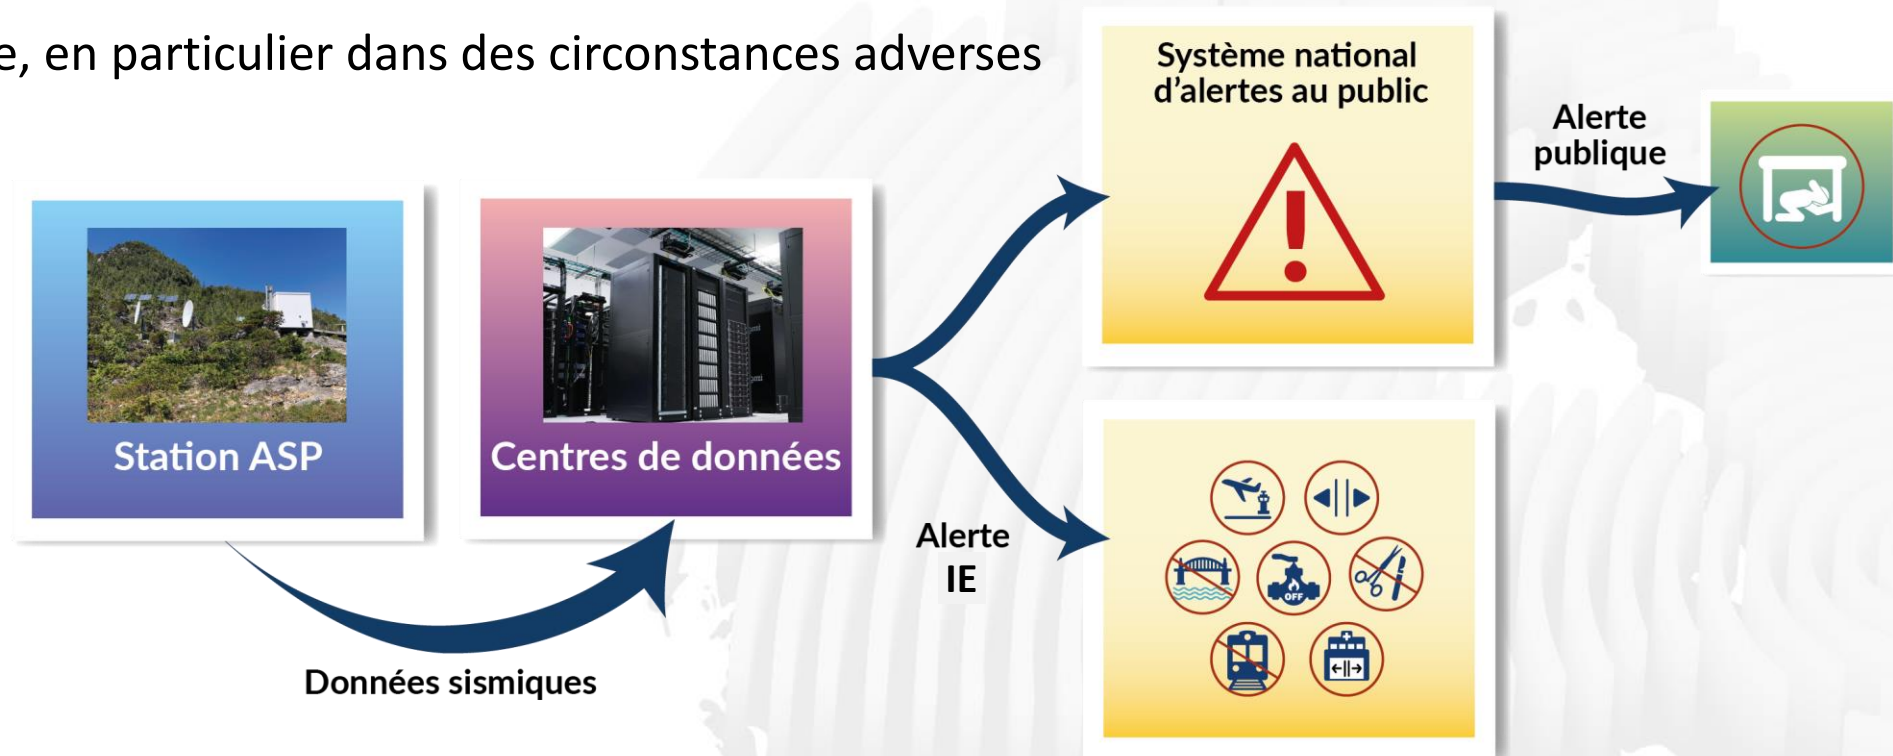 e, en particulier dans des circonstances adverses
Système national
d'alertes au public
Alerte
publique
Station ASP
Centres de données
Alerte
IE
OFF
Données sismiques